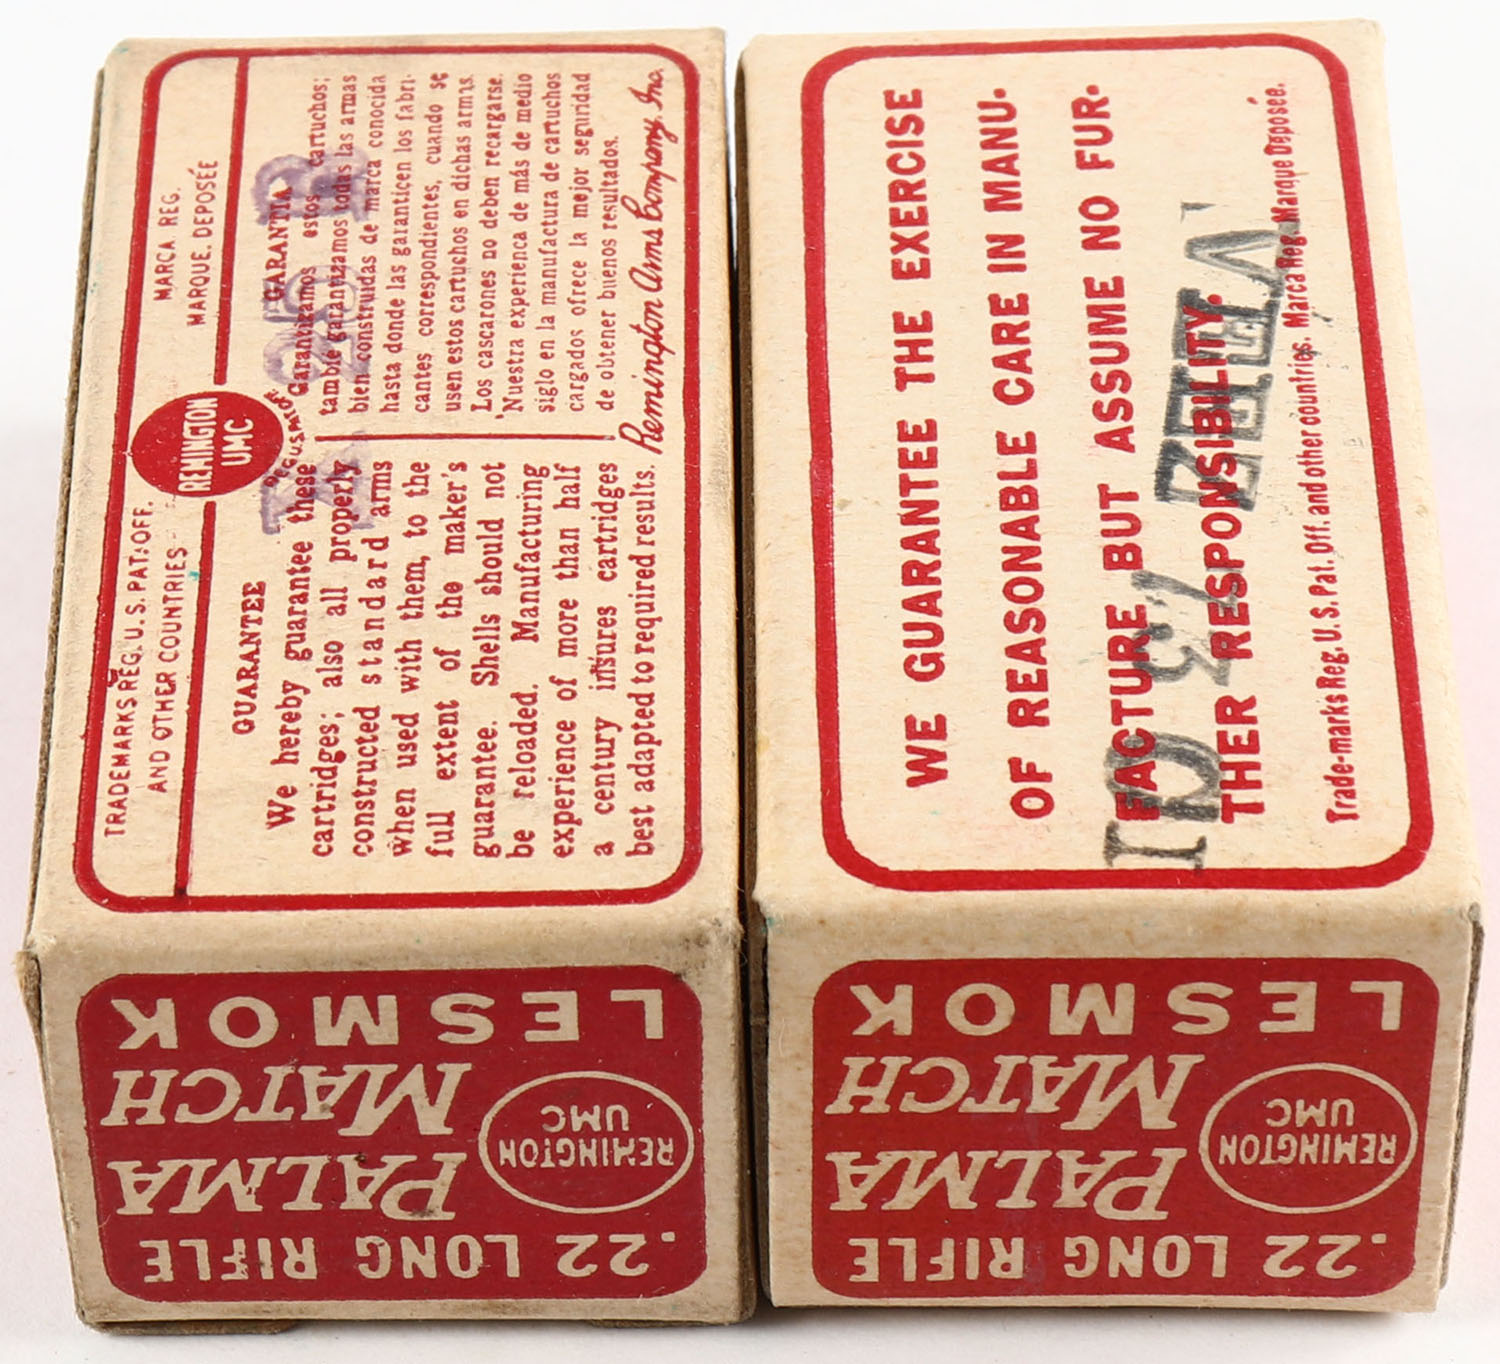 TRADEMARKS REG. U. S. PAT. OFF.
AND OTHER COUNTRIES
REMINGTON
UMC
MARCA REG.
MARQUE DEPOSÉE
GUARANTEE
We hereby guarantee these
cartridges; also all properly
constructed standard arms
when used with them, to the
full extent of the maker's
guarantee. Shells should not
be reloaded. Manufacturing
experience of more than half
a century insures cartridges
best adapted to required results.
GARANTIA
Garanizamos estos cartuchos;
también garantizamos todas las armas
bien construidas de marca conocida
hasta donde las garanticen los fabri-
cantes correspondientes, cuando se
usen estos cartuchos en dichas armas.
Los cascarones no deben recargarse.
Nuestra experienca de más de medio
siglo en la manufactura de cartuchos
cargados ofrece la mejor seguridad
de obtener buenos resultados.
Remington Arms Company, Inc.
.22 LONG RIFLE
PALMA
MATCH
LESMOK
REMINGTON
UMC
WE GUARANTEE THE EXERCISE
OF REASONABLE CARE IN MANU-
FACTURE BUT ASSUME NO FUR-
THER RESPONSIBILITY.
Trade-marks Reg. U. S. Pat. Off. and other countries. Marca Reg. Marque Deposée.
.22 LONG RIFLE
PALMA
MATCH
LESMOK
REMINGTON
UMC